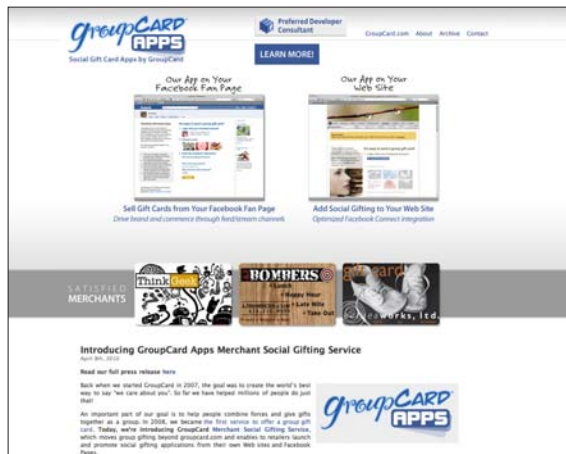 groupCARD
APPS
Social Gift Card Apps by GroupCard
Preferred Developer
Consultant
GroupCard.com About Archive Contact
LEARN MORE!
Our App on Your
Facebook Fan Page
Our App on Your
Web Site
Sell Gift Cards from Your Facebook Fan Page
Drive brand and commerce through feed/stream channels
Add Social Gifting to Your Web Site
Optimized Facebook Connect integration
SATISFIED
MERCHANTS
ThinkGeek
BOMBERS
Lunch
Happy Hour
Late Nite
Take Out
gift card
works, ltd.
Introducing GroupCard Apps Merchant Social Gifting Service
April 8th, 2010
Read our full press release here
Back when we started GroupCard in 2007, the goal was to create the world's best
way to say "we care about you". So far we have helped millions of people do just
that!
An important part of our goal is to help people combine forces and give gifts
together as a group. In 2008, we became the first service to offer a group gift
card. Today, we're introducing GroupCard Merchant Social Gifting Service,
which moves group gifting beyond groupcard.com and enables to retailers launch
and promote social gifting applications from their own Web sites and Facebook
Pages.
groupCARD
APPS